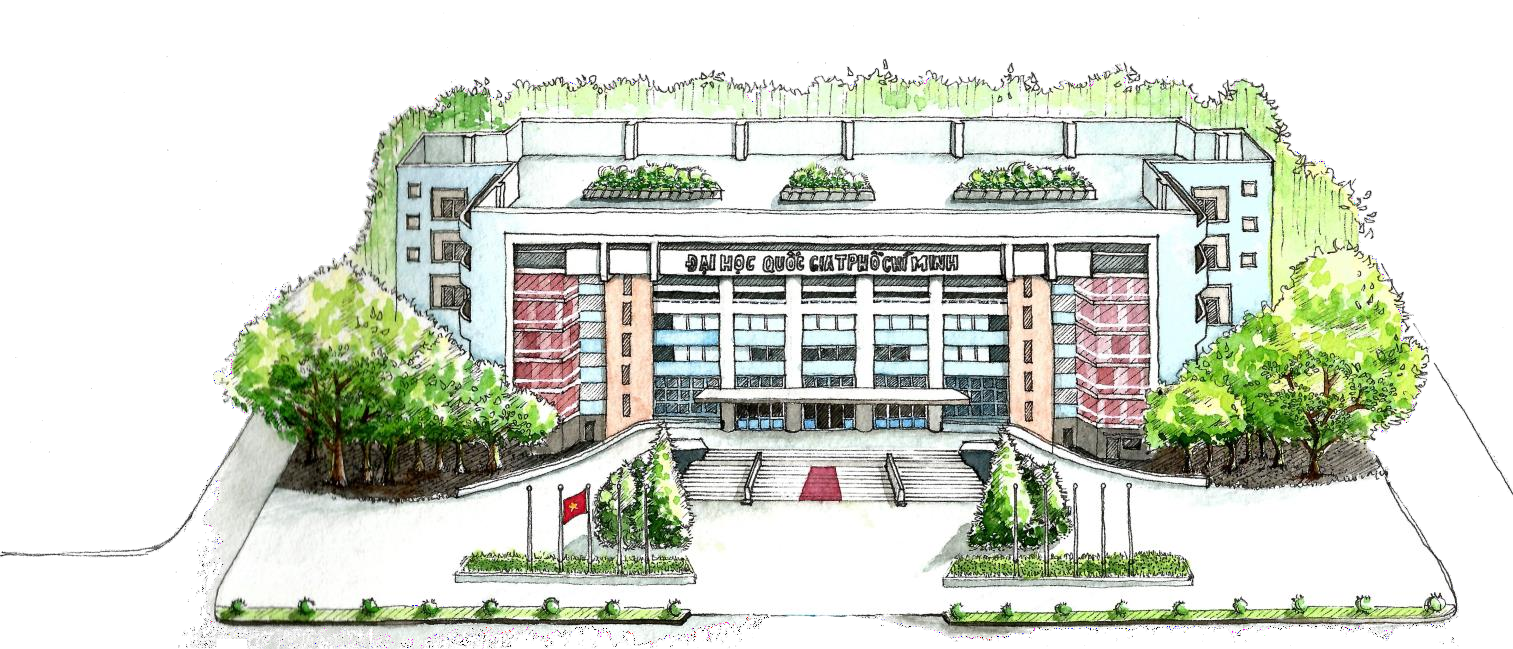 ĐẠI HỌC QUỐC GIA TP HỒ CHÍ MINH